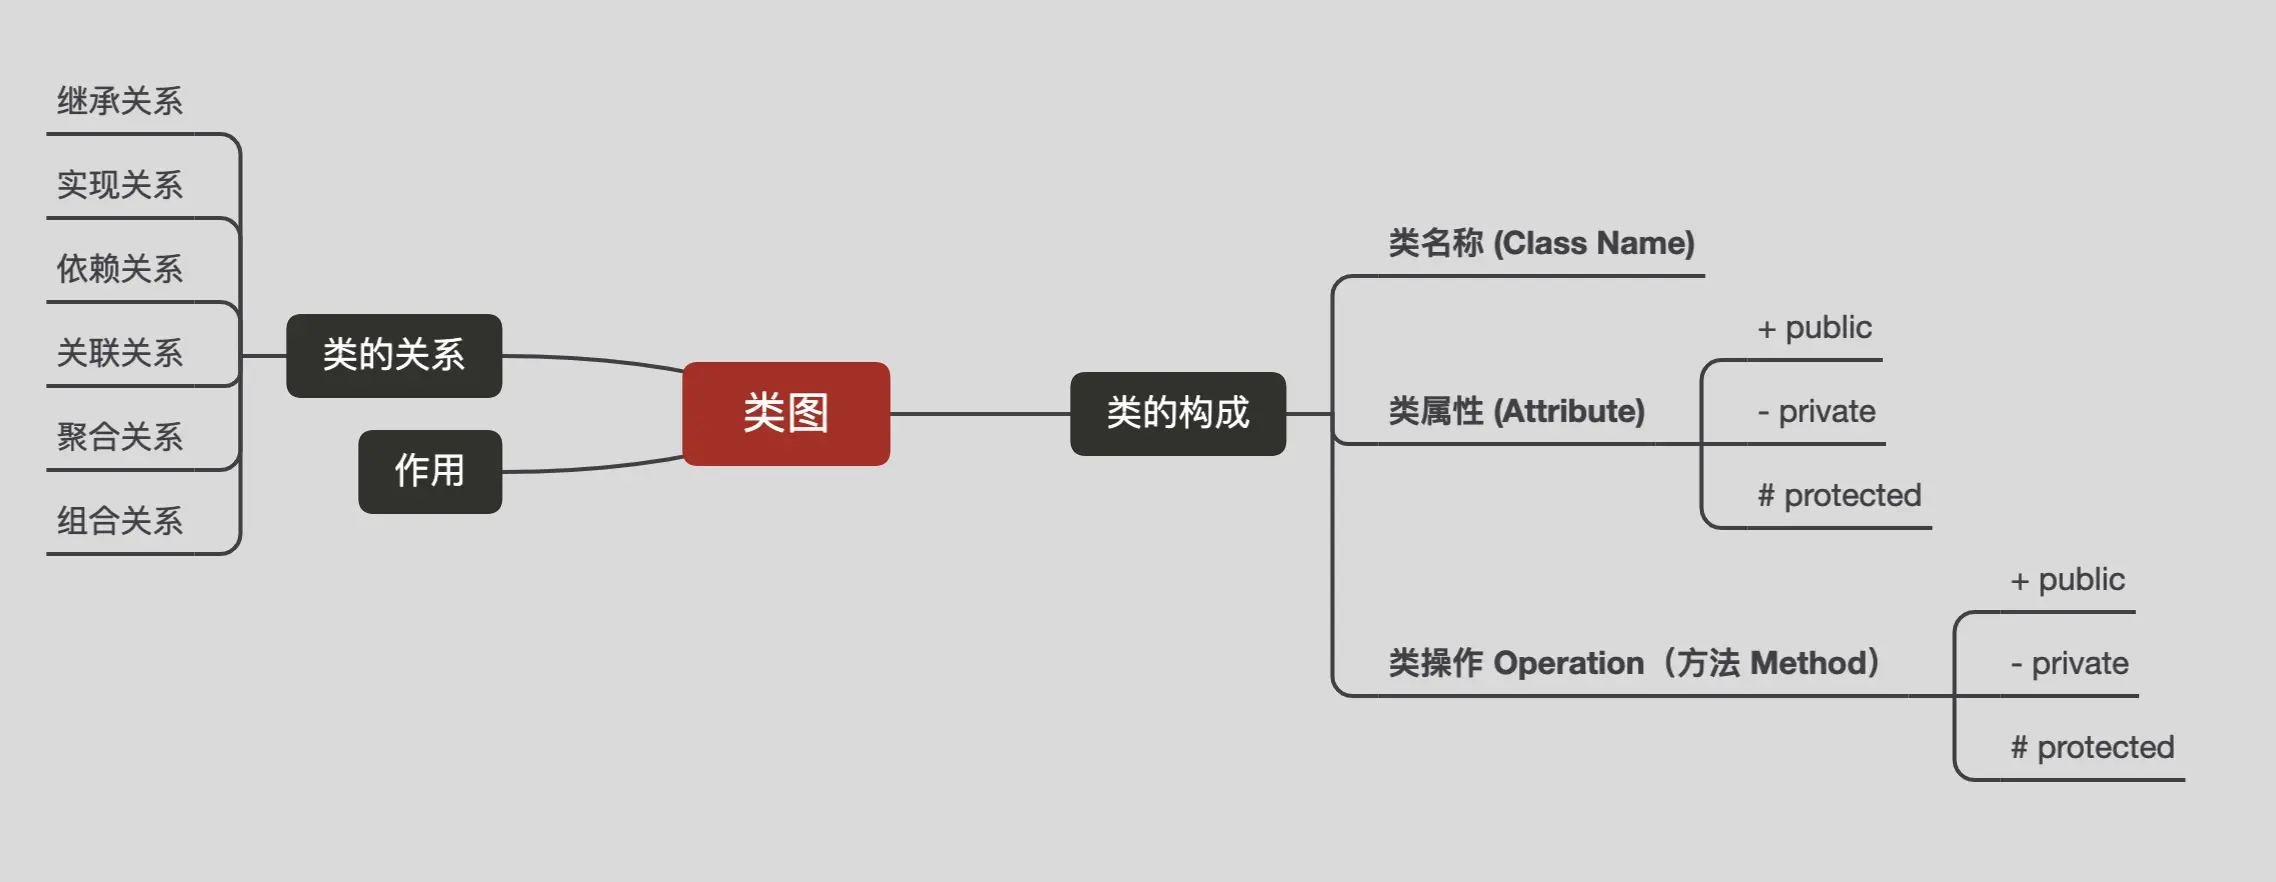 类图
类的构成
类名称 (Class Name)
类属性 (Attribute)
+ public
- private
# protected
类操作 Operation（方法 Method）
+ public
- private
# protected
类的关系
继承关系
实现关系
依赖关系
关联关系
聚合关系
组合关系
作用